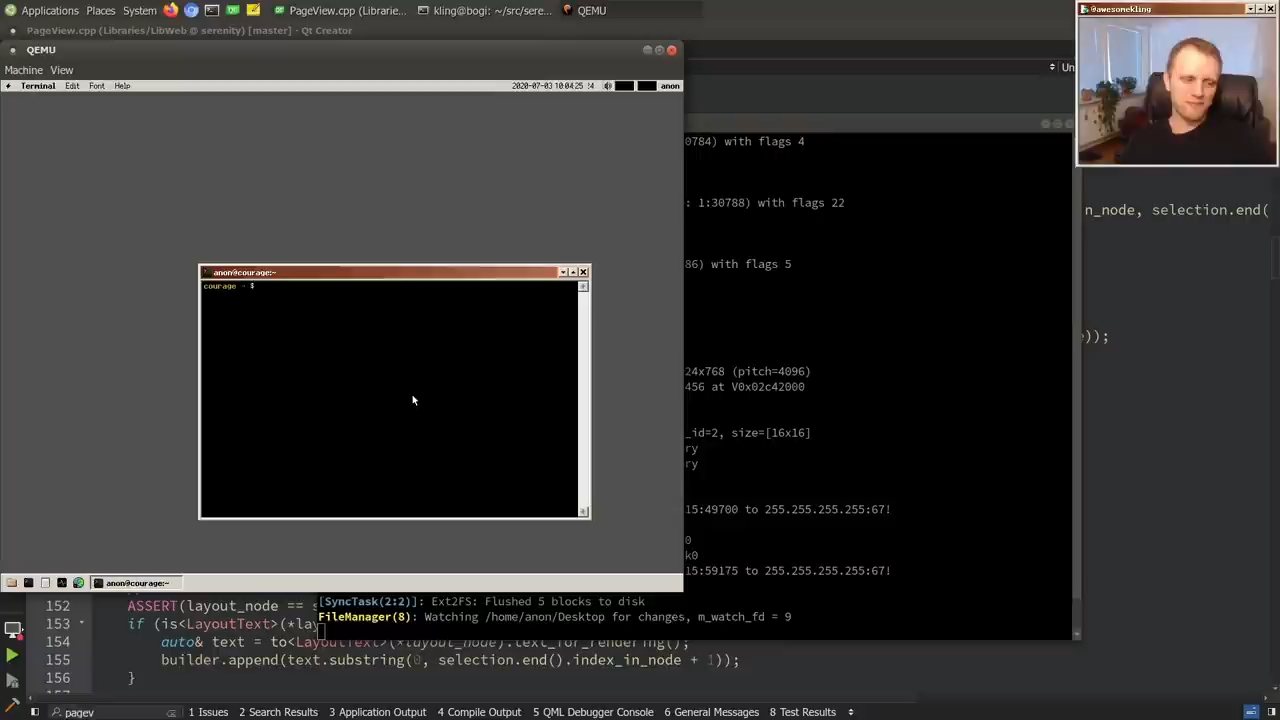 Applications Places System PageView.cpp (Librarie... kling@bogi: ~/src/sere... QEMU
@awesomekling
PageView.cpp (Libraries/LibWeb @ serenity) [master] - Qt Creator
QEMU
Machine View
Un
Terminal Edit Font Help 2020-07-03 10:04:25 anon
0784) with flags 4
: 1:30788) with flags 22
n_node, selection.end(
86) with flags 5
anon@courage:~
courage ~ $
));
24x768 (pitch=4096)
456 at V0x02c42000
_id=2, size=[16x16]
ry
ry
15:49700 to 255.255.255.255:67!
0
k0
15:59175 to 255.255.255.255:67!
anon@courage:~
[SyncTask(2:2)]: Ext2FS: Flushed 5 blocks to disk
FileManager(8): Watching /home/anon/Desktop for changes, m_watch_fd = 9
152 ASSERT(layout_node == s
153 if (is<LayoutText>(*la
154 auto& text = to<LayoutText>(*layout_node).text_for_rendering();
155 builder.append(text.substring(0, selection.end().index_in_node + 1));
156 }
157
pagev 1 Issues 2 Search Results 3 Application Output 4 Compile Output 5 QML Debugger Console 6 General Messages 8 Test Results